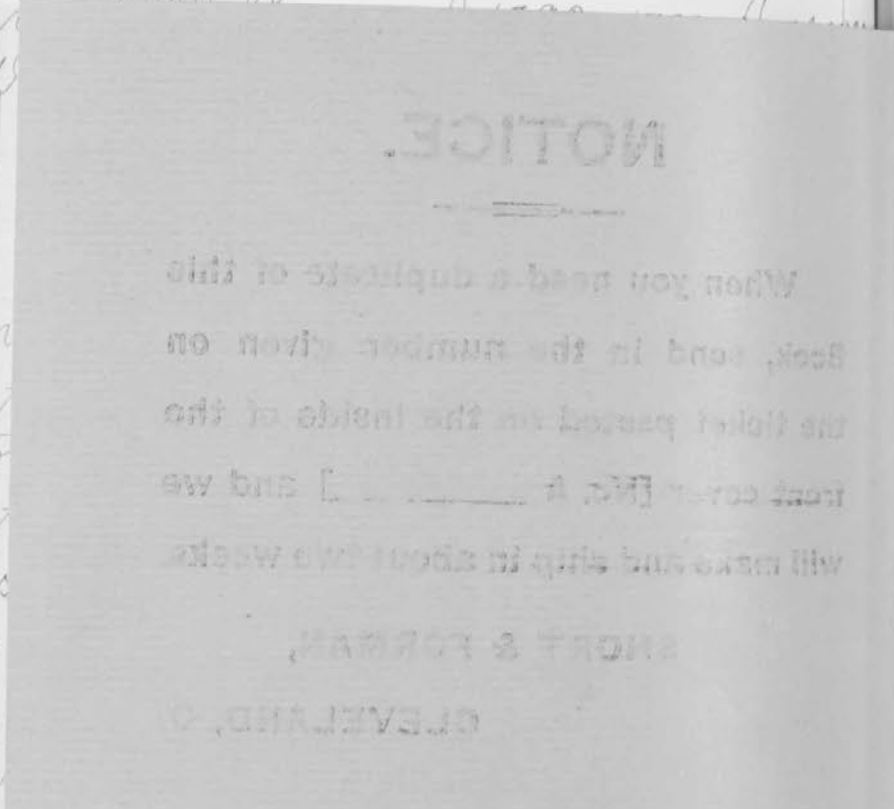 NOTICE.
When you need a duplicate of this
Book, send in the number given on
the ticket pasted on the inside of the
front cover [No. A ] and we
will make and ship in about two weeks.
SHORT & FORMAN,
CLEVELAND, O